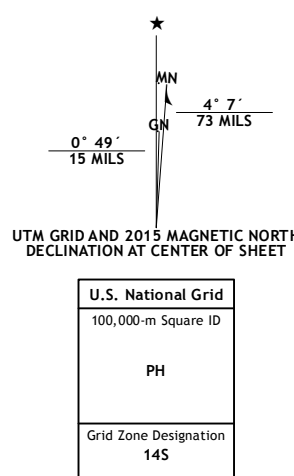 ★
MN
4° 7´
73 MILS
GN
0° 49´
15 MILS
UTM GRID AND 2015 MAGNETIC NORTH
DECLINATION AT CENTER OF SHEET
U.S. National Grid
100,000-m Square ID
PH
Grid Zone Designation
14S